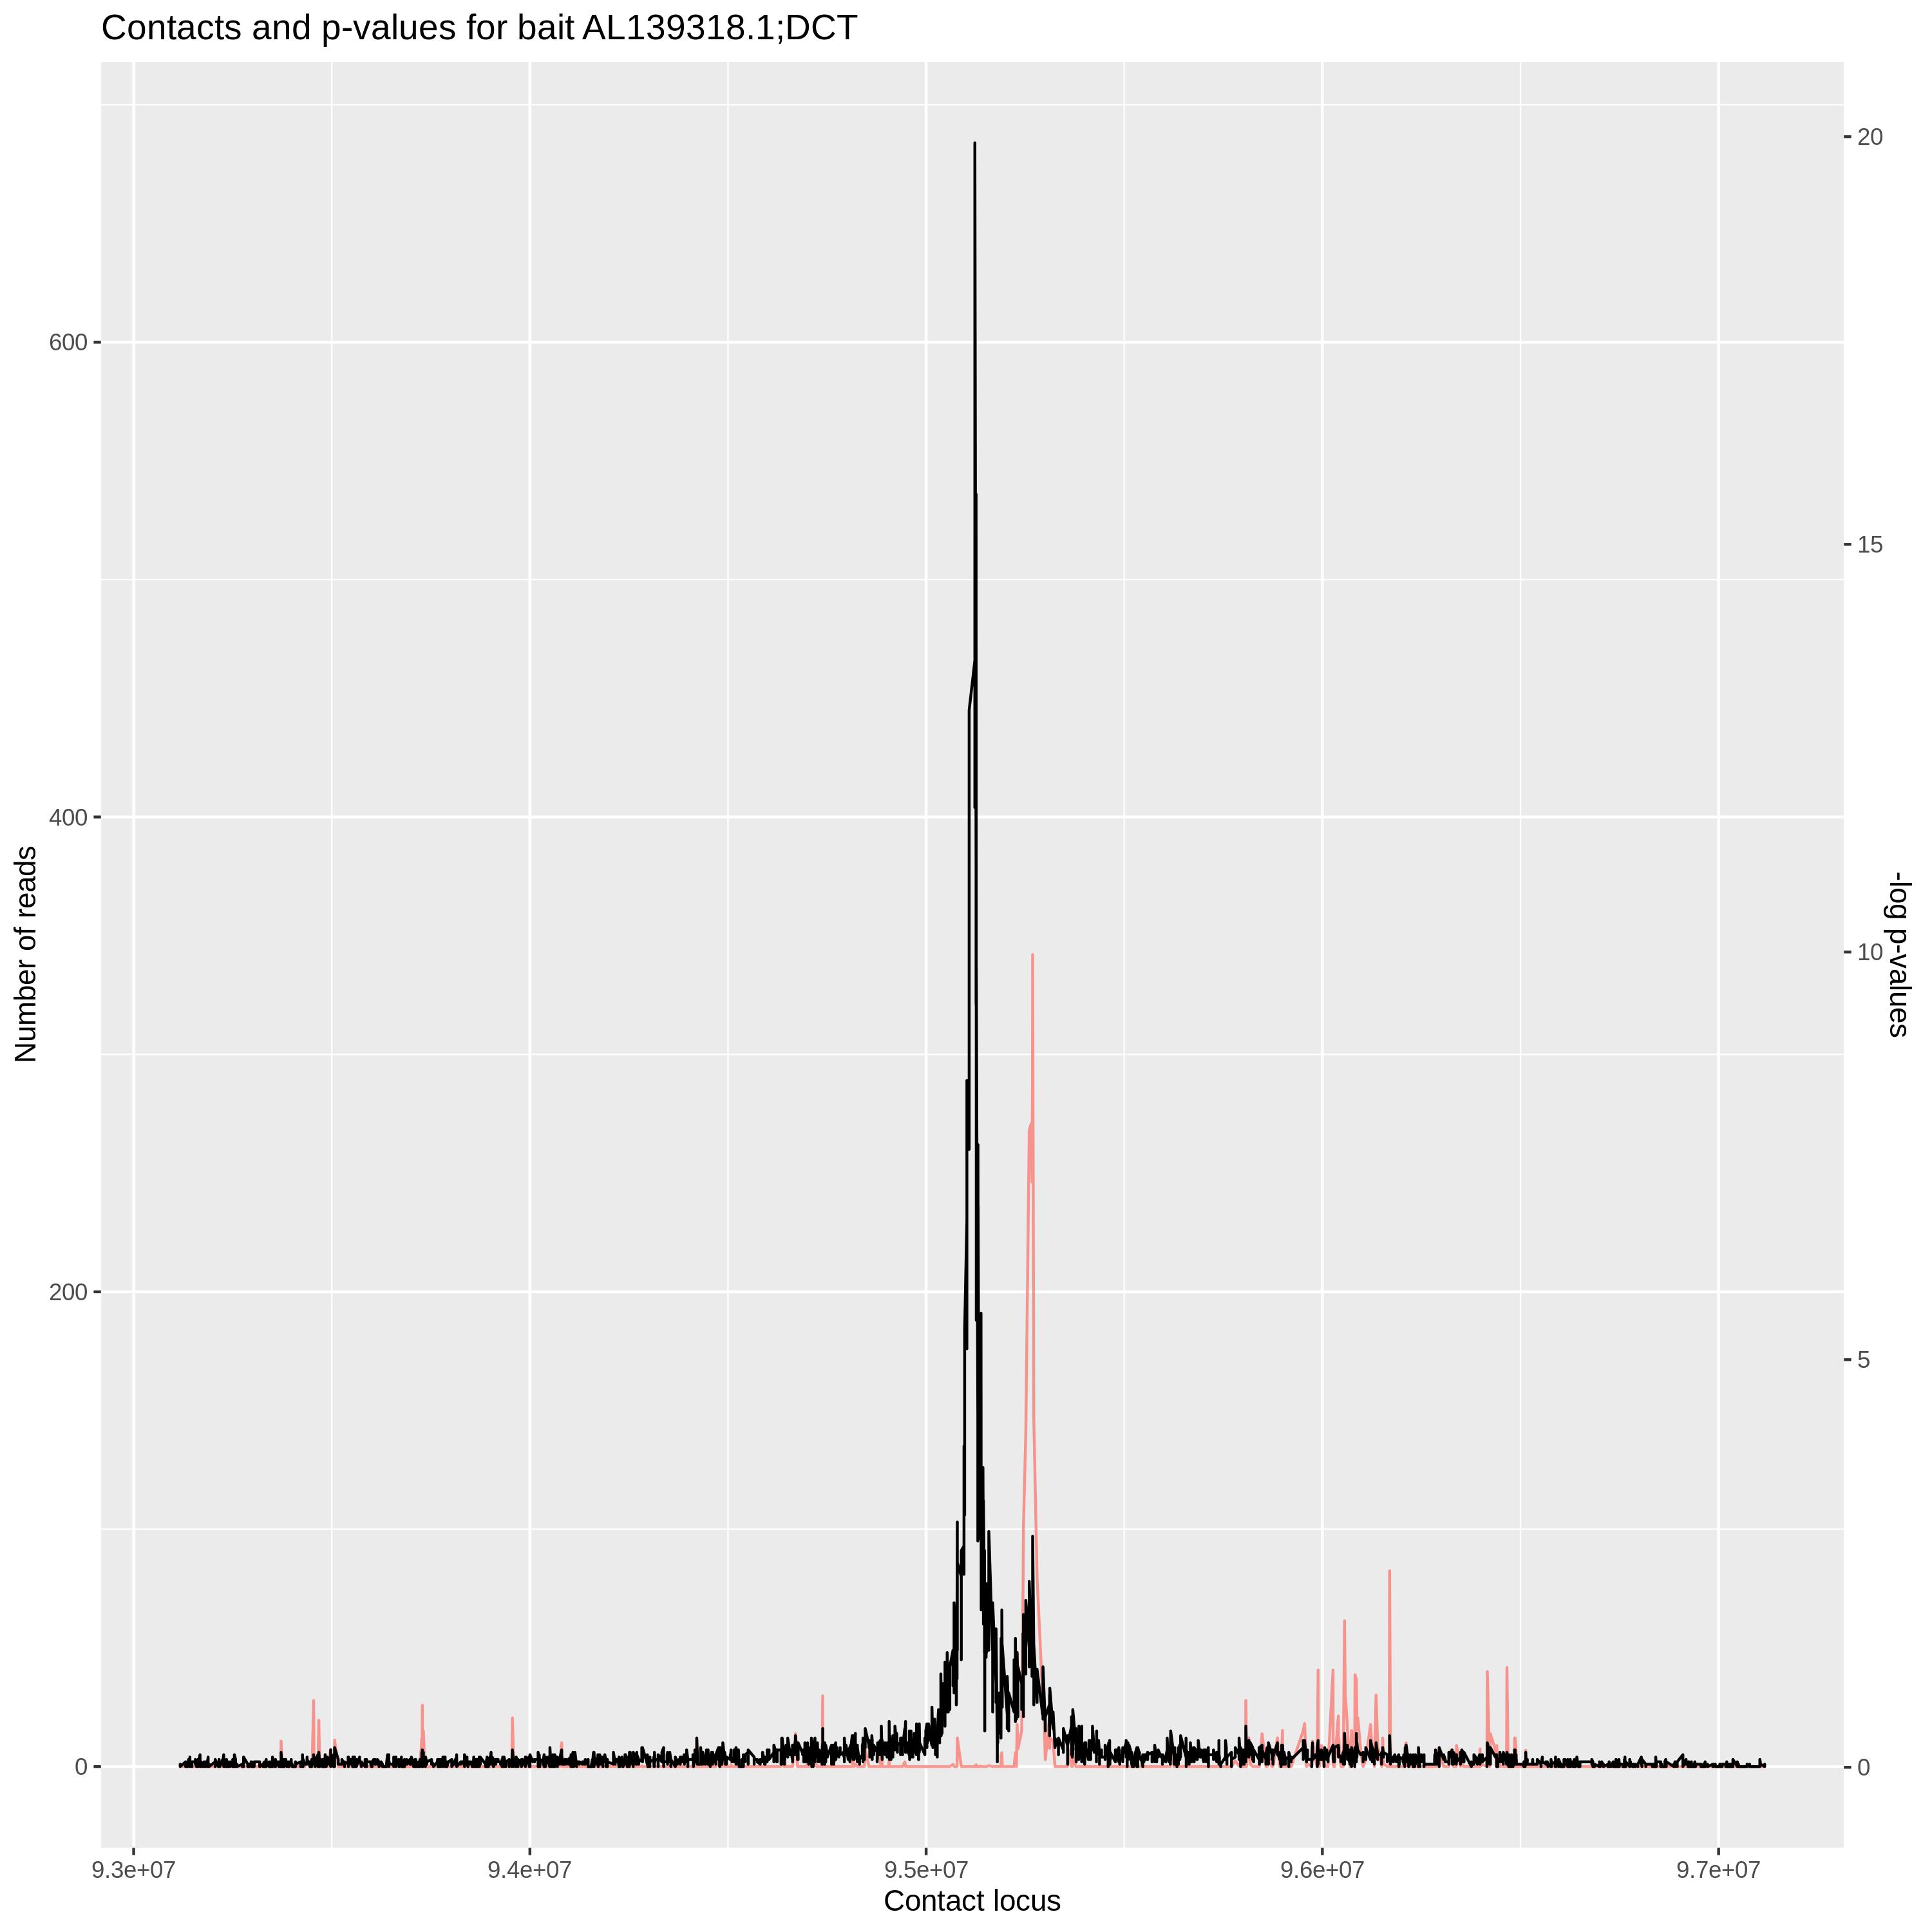 Contacts and p-values for bait AL139318.1;DCT
Number of reads
600
400
200
0
20
15
10
5
0
-log p-values
9.3e+07
9.4e+07
9.5e+07
9.6e+07
9.7e+07
Contact locus